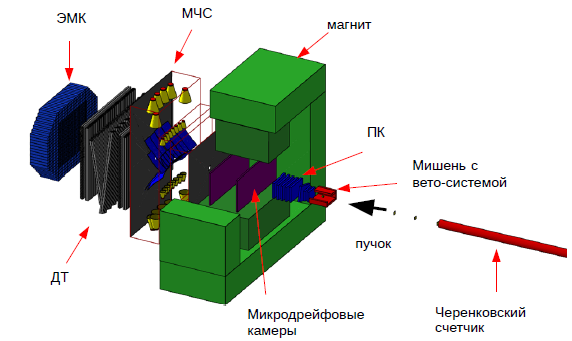 ЭМК
МЧС
магнит
ПК
Мишень с
вето-системой
пучок
ДТ
Микродрейфовые
камеры
Черенковский
счетчик